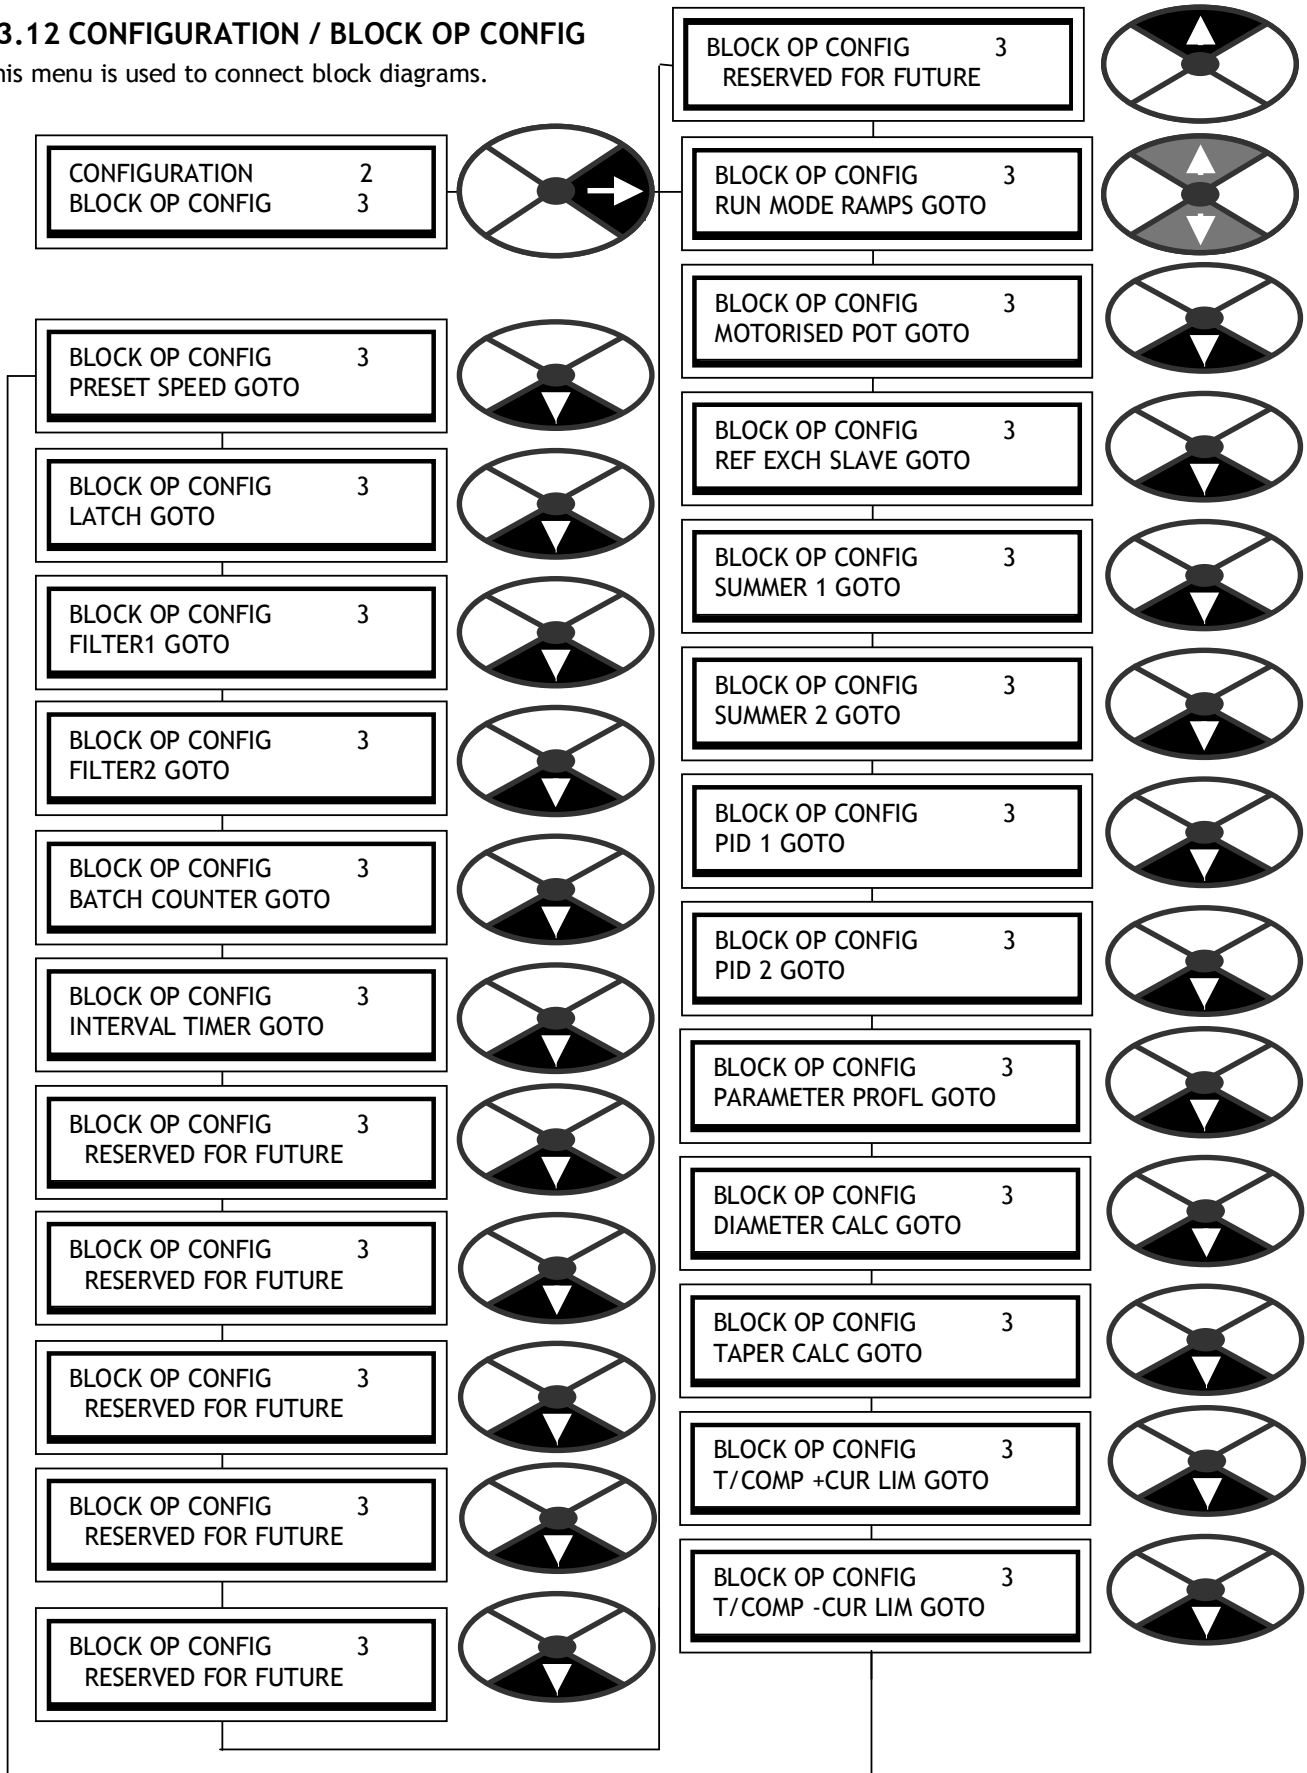 3.12 CONFIGURATION / BLOCK OP CONFIG
his menu is used to connect block diagrams.
CONFIGURATION 2
BLOCK OP CONFIG 3
BLOCK OP CONFIG 3
PRESET SPEED GOTO
BLOCK OP CONFIG 3
LATCH GOTO
BLOCK OP CONFIG 3
FILTER1 GOTO
BLOCK OP CONFIG 3
FILTER2 GOTO
BLOCK OP CONFIG 3
BATCH COUNTER GOTO
BLOCK OP CONFIG 3
INTERVAL TIMER GOTO
BLOCK OP CONFIG 3
RESERVED FOR FUTURE
BLOCK OP CONFIG 3
RESERVED FOR FUTURE
BLOCK OP CONFIG 3
RESERVED FOR FUTURE
BLOCK OP CONFIG 3
RESERVED FOR FUTURE
BLOCK OP CONFIG 3
RESERVED FOR FUTURE
BLOCK OP CONFIG 3
RESERVED FOR FUTURE
BLOCK OP CONFIG 3
RUN MODE RAMPS GOTO
BLOCK OP CONFIG 3
MOTORISED POT GOTO
BLOCK OP CONFIG 3
REF EXCH SLAVE GOTO
BLOCK OP CONFIG 3
SUMMER 1 GOTO
BLOCK OP CONFIG 3
SUMMER 2 GOTO
BLOCK OP CONFIG 3
PID 1 GOTO
BLOCK OP CONFIG 3
PID 2 GOTO
BLOCK OP CONFIG 3
PARAMETER PROFL GOTO
BLOCK OP CONFIG 3
DIAMETER CALC GOTO
BLOCK OP CONFIG 3
TAPER CALC GOTO
BLOCK OP CONFIG 3
T/COMP +CUR LIM GOTO
BLOCK OP CONFIG 3
T/COMP -CUR LIM GOTO